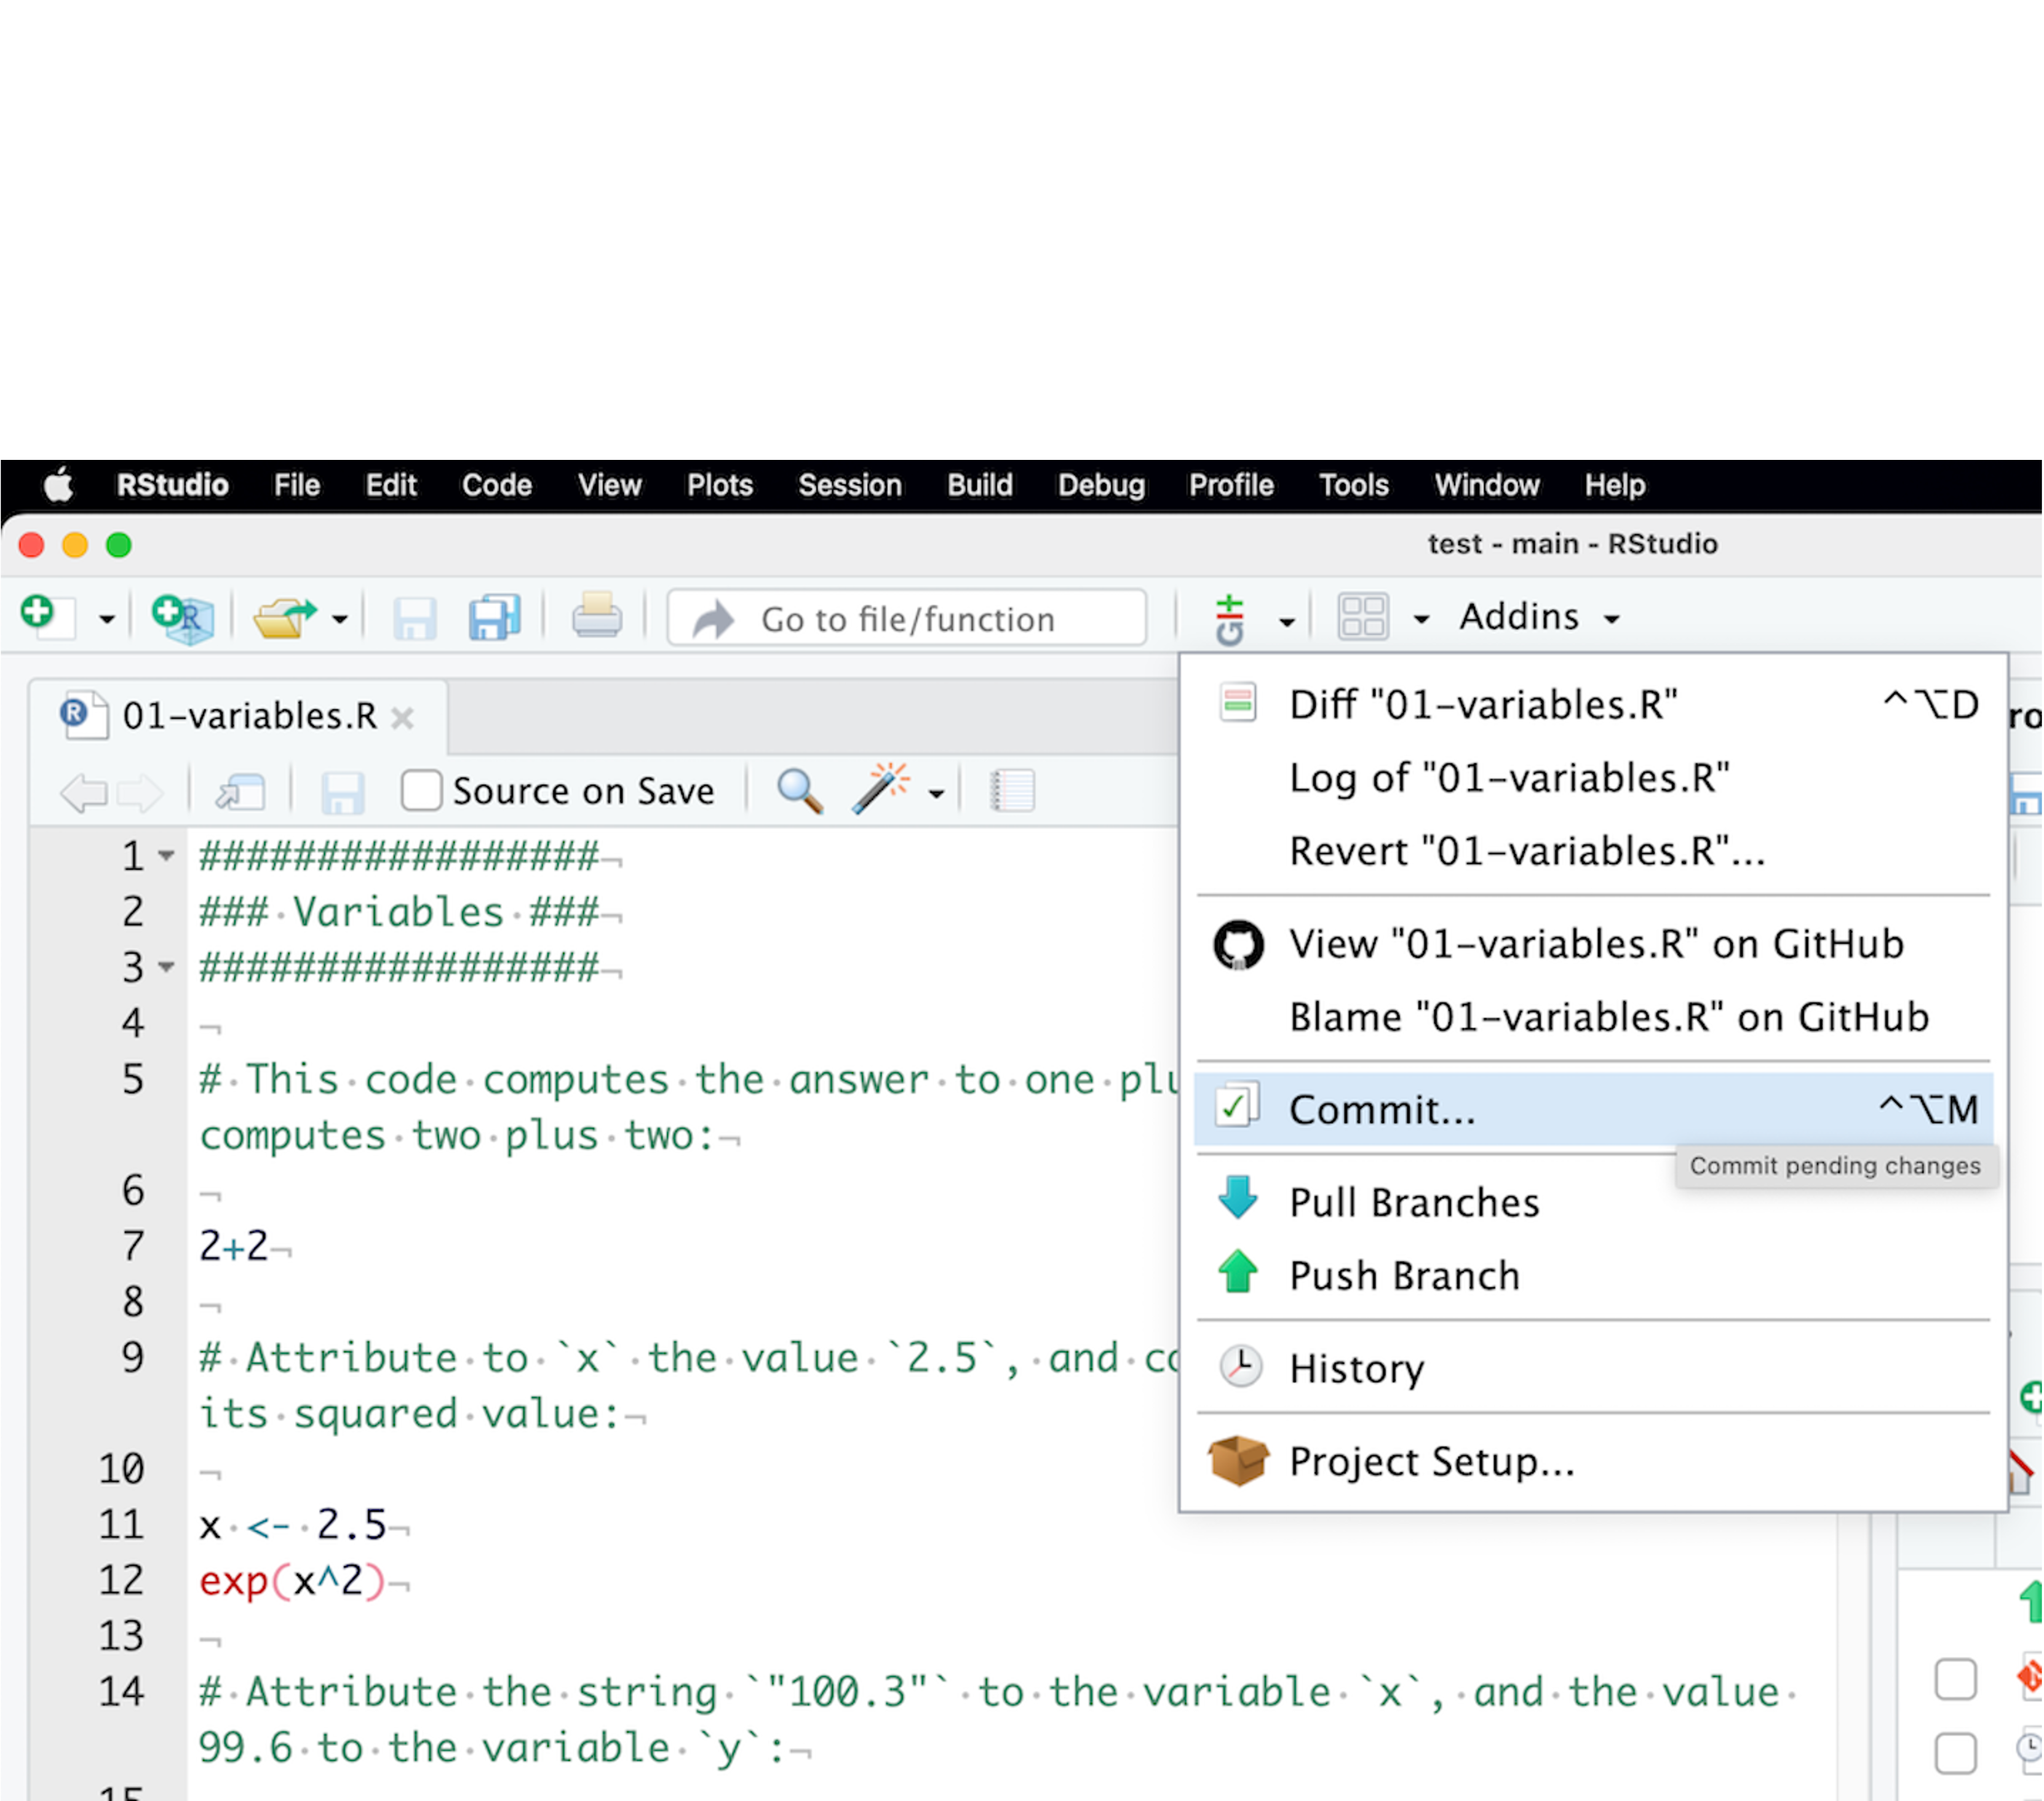 RStudio File Edit Code View Plots Session Build Debug Profile Tools Window Help
test - main - RStudio
Go to file/function Addins
01-variables.R
Source on Save
Diff "01-variables.R" ^⌥D
Log of "01-variables.R"
Revert "01-variables.R"...
View "01-variables.R" on GitHub
Blame "01-variables.R" on GitHub
Commit... ^⌥M
Commit pending changes
Pull Branches
Push Branch
History
Project Setup...
1 #################
2 ### Variables ###
3 #################
4
5 # This code computes the answer to one
computes two plus two:
6
7 2+2
8
9 # Attribute to `x` the value `2.5`, and
its squared value:
10
11 x <- 2.5
12 exp(x^2)
13
14 # Attribute the string `"100.3"` to the variable `x`, and the value
99.6 to the variable `y`:
15